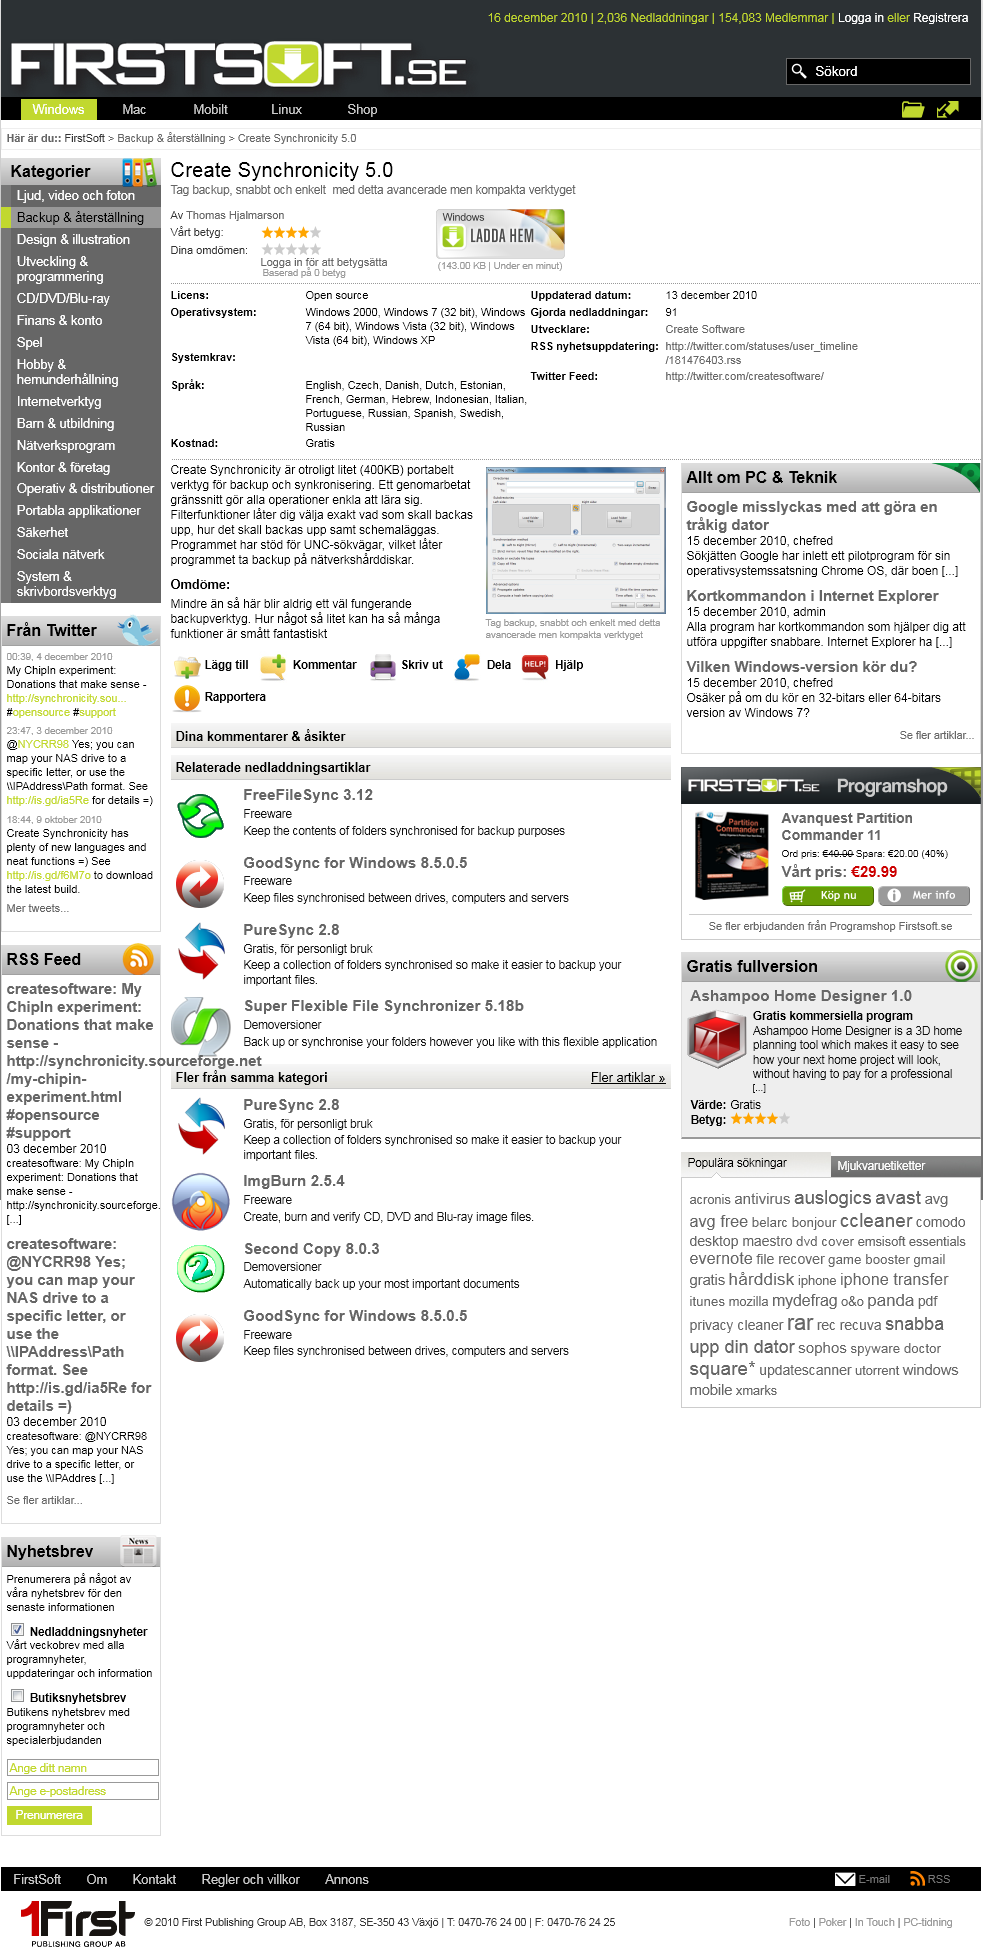 16 december 2010 | 2,036 Nedladdningar | 154,083 Medlemmar | Logga in eller Registrera
FIRSTSOFT.SE
Sökord
Windows Mac Mobilt Linux Shop
Här är du:: FirstSoft > Backup & återställning > Create Synchronicity 5.0
Kategorier
Ljud, video och foton
Backup & återställning
Design & illustration
Utveckling &
programmering
CD/DVD/Blu-ray
Finans & konto
Spel
Hobby &
hemunderhållning
Internetverktyg
Barn & utbildning
Nätverksprogram
Kontor & företag
Operativ & distributioner
Portabla applikationer
Säkerhet
Sociala nätverk
System &
skrivbordsverktyg
Från Twitter
00:39, 4 december 2010
My ChipIn experiment:
Donations that make sense -
http://synchronicity.sou...
#opensource #support
23:47, 3 december 2010
@NYCRR98 Yes; you can
map your NAS drive to a
specific letter, or use the
\\IPAddress\Path format. See
http://is.gd/ia5Re for details =)
18:44, 9 oktober 2010
Create Synchronicity has
plenty of new languages and
neat functions =) See
http://is.gd/f6M7o to download
the latest build.
Mer tweets...
RSS Feed
createsoftware: My
ChipIn experiment:
Donations that make
sense -
http://synchronicity.sourceforge.net
/my-chipin-
experiment.html
#opensource
#support
03 december 2010
createsoftware: My ChipIn
experiment: Donations that
make sense -
http://synchronicity.sourceforge.
[...]
createsoftware:
@NYCRR98 Yes;
you can map your
NAS drive to a
specific letter, or
use the
\\IPAddress\Path
format. See
http://is.gd/ia5Re for
details =)
03 december 2010
createsoftware: @NYCRR98
Yes; you can map your NAS
drive to a specific letter, or
use the \\IPAddres [...]
Se fler artiklar...
Nyhetsbrev
News
Prenumerera på något av
våra nyhetsbrev för den
senaste informationen
Nedladdningsnyheter
Vårt veckobrev med alla
programnyheter,
uppdateringar och information
Butiksnyhetsbrev
Butikens nyhetsbrev med
programnyheter och
specialerbjudanden
Ange ditt namn
Ange e-postadress
Prenumerera
Create Synchronicity 5.0
Tag backup, snabbt och enkelt med detta avancerade men kompakta verktyget
Av Thomas Hjalmarson
Vårt betyg:
Dina omdömen:
Logga in för att betygsätta
Baserad på 0 betyg
Windows
LADDA HEM
(143.00 KB | Under en minut)
Licens: Open source
Operativsystem: Windows 2000, Windows 7 (32 bit), Windows
7 (64 bit), Windows Vista (32 bit), Windows
Vista (64 bit), Windows XP
Systemkrav:
Språk: English, Czech, Danish, Dutch, Estonian,
French, German, Hebrew, Indonesian, Italian,
Portuguese, Russian, Spanish, Swedish,
Russian
Kostnad: Gratis
Uppdaterad datum: 13 december 2010
Gjorda nedladdningar: 91
Utvecklare: Create Software
RSS nyhetsuppdatering: http://twitter.com/statuses/user_timeline
/181476403.rss
Twitter Feed: http://twitter.com/createsoftware/
Create Synchronicity är otroligt litet (400KB) portabelt
verktyg för backup och synkronisering. Ett genomarbetat
gränssnitt gör alla operationer enkla att lära sig.
Filterfunktioner låter dig välja exakt vad som skall backas
upp, hur det skall backas upp samt schemaläggas.
Programmet har stöd för UNC-sökvägar, vilket låter
programmet ta backup på nätverkshårddiskar.
Omdöme:
Mindre än så här blir aldrig ett väl fungerande
backupverktyg. Hur något så litet kan ha så många
funktioner är smått fantastiskt
Tag backup, snabbt och enkelt med detta
avancerade men kompakta verktyget
Lägg till Kommentar Skriv ut Dela HELP! Hjälp
Rapportera
Dina kommentarer & åsikter
Relaterade nedladdningsartiklar
FreeFileSync 3.12
Freeware
Keep the contents of folders synchronised for backup purposes
GoodSync for Windows 8.5.0.5
Freeware
Keep files synchronised between drives, computers and servers
PureSync 2.8
Gratis, för personligt bruk
Keep a collection of folders synchronised so make it easier to backup your
important files.
Super Flexible File Synchronizer 5.18b
Demoversioner
Back up or synchronise your folders however you like with this flexible application
Fler från samma kategori Fler artiklar »
PureSync 2.8
Gratis, för personligt bruk
Keep a collection of folders synchronised so make it easier to backup your
important files.
ImgBurn 2.5.4
Freeware
Create, burn and verify CD, DVD and Blu-ray image files.
Second Copy 8.0.3
Demoversioner
Automatically back up your most important documents
GoodSync for Windows 8.5.0.5
Freeware
Keep files synchronised between drives, computers and servers
Allt om PC & Teknik
Google misslyckas med att göra en
tråkig dator
15 december 2010, chefred
Sökjätten Google har inlett ett pilotprogram för sin
operativsystemssatsning Chrome OS, där boen [...]
Kortkommandon i Internet Explorer
15 december 2010, admin
Alla program har kortkommandon som hjälper dig att
utföra uppgifter snabbare. Internet Explorer ha [...]
Vilken Windows-version kör du?
15 december 2010, chefred
Osäker på om du kör en 32-bitars eller 64-bitars
version av Windows 7?
Se fler artiklar...
FIRSTSOFT.SE Programshop
Partition
Commander 11
Avanquest Partition
Commander 11
Ord pris: €40.00 Spara: €20.00 (40%)
Vårt pris: €29.99
Köp nu Mer info
Se fler erbjudanden från Programshop Firstsoft.se
Gratis fullversion
Ashampoo Home Designer 1.0
Gratis kommersiella program
Ashampoo Home Designer is a 3D home
planning tool which makes it easy to see
how your next home project will look,
without having to pay for a professional
[...]
Värde: Gratis
Betyg:
Populära sökningar Mjukvaruetiketter
acronis antivirus auslogics avast avg
avg free belarc bonjour ccleaner comodo
desktop maestro dvd cover emsisoft essentials
evernote file recover game booster gmail
gratis hårddisk iphone iphone transfer
itunes mozilla mydefrag o&o panda pdf
privacy cleaner rar rec recuva snabba
upp din dator sophos spyware doctor
square* updatescanner utorrent windows
mobile xmarks
FirstSoft Om Kontakt Regler och villkor Annons E-mail RSS
1First
PUBLISHING GROUP AB
© 2010 First Publishing Group AB, Box 3187, SE-350 43 Växjö | T: 0470-76 24 00 | F: 0470-76 24 25
Foto | Poker | In Touch | PC-tidning